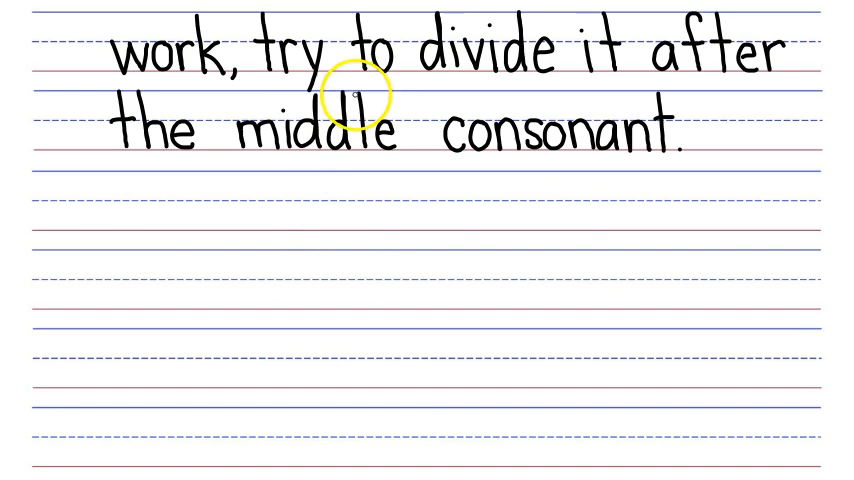 work, try to divide it after
the middle consonant.